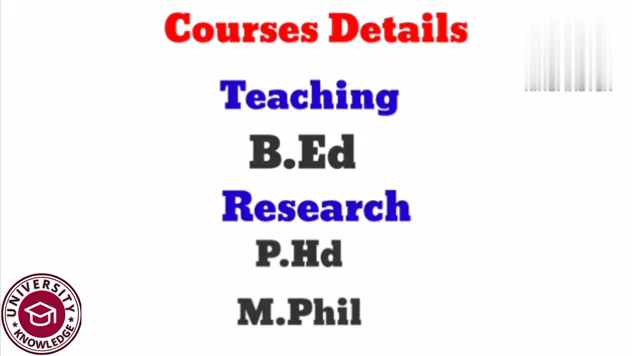 Courses Details
Teaching
B.Ed
Research
P.Hd
M.Phil
UNIVERSITY
KNOWLEDGE